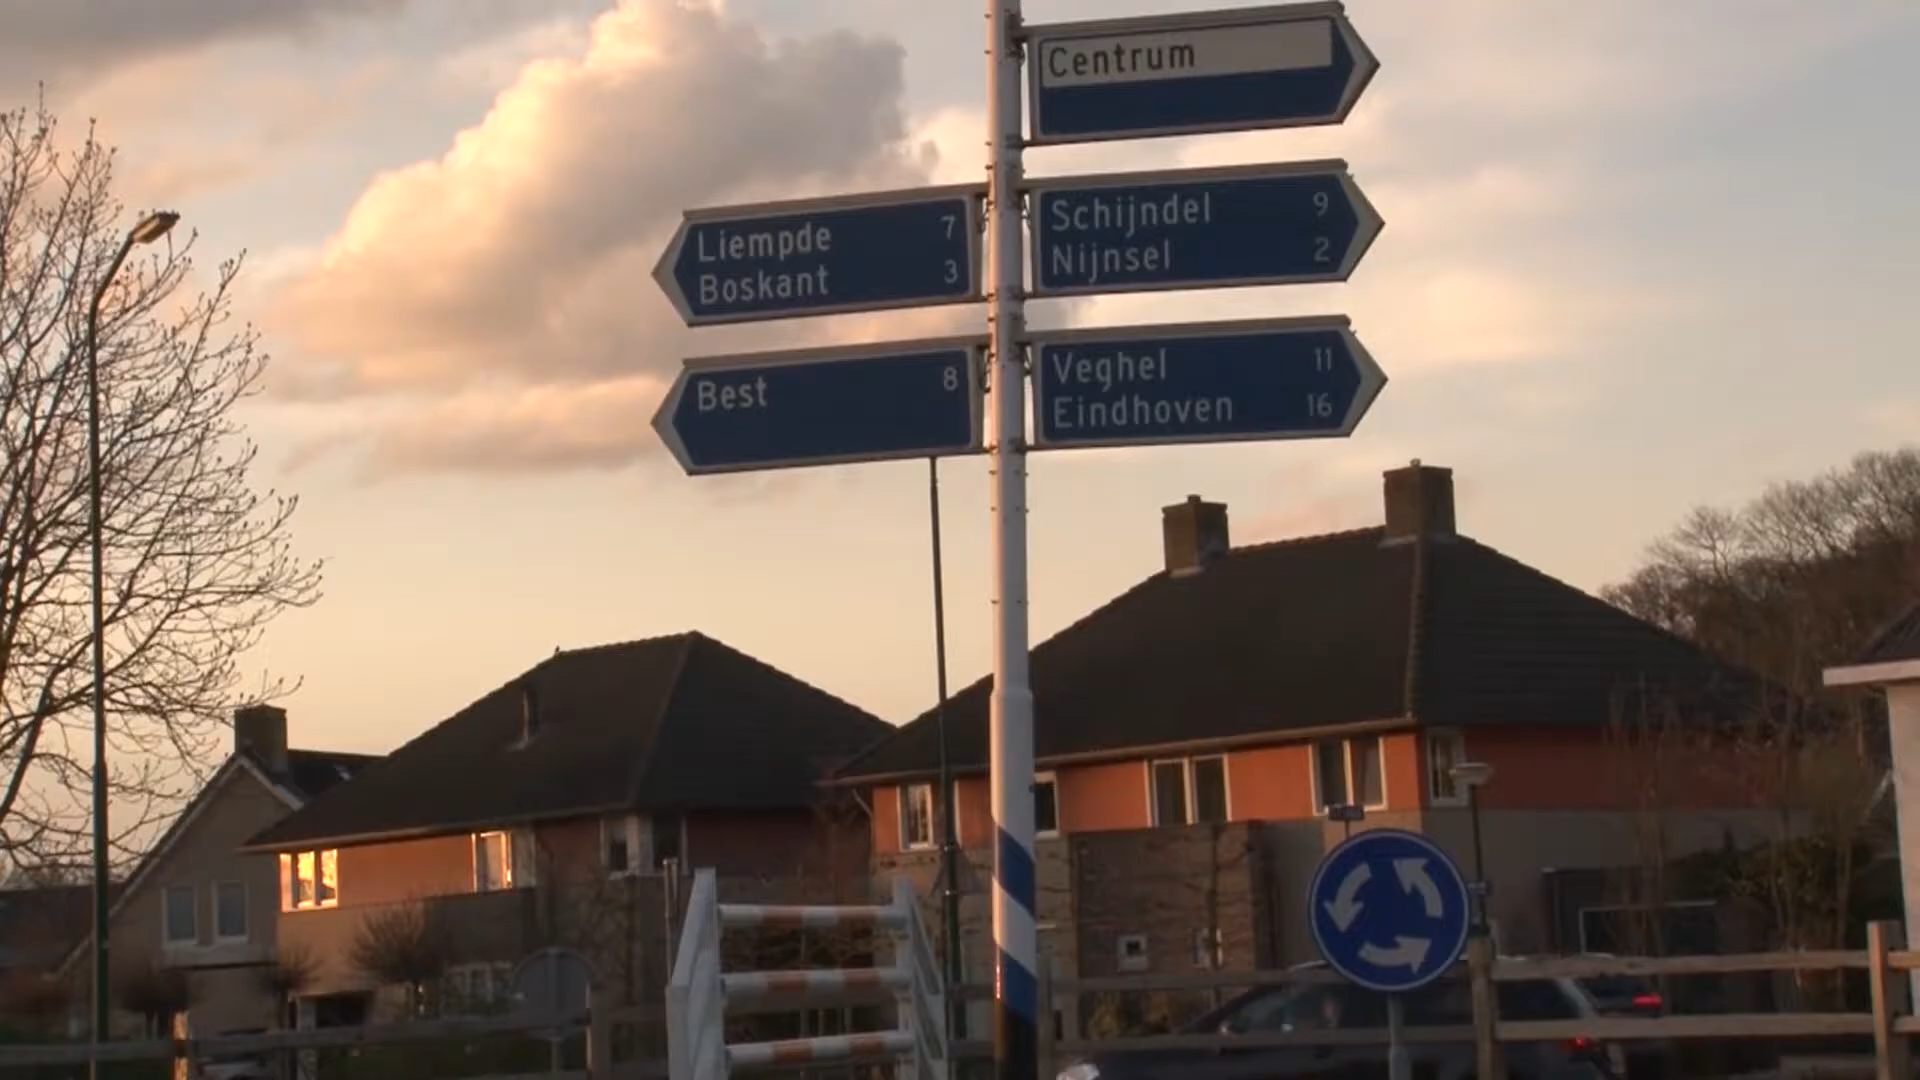 Centrum
Liempde 7
Boskant 3
Schijndel 9
Nijnsel 2
Best 8
Veghel 11
Eindhoven 16